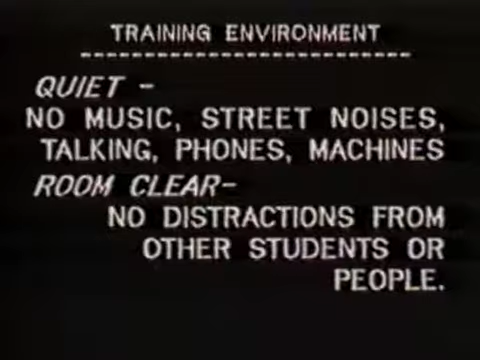 TRAINING ENVIRONMENT
QUIET -
NO MUSIC, STREET NOISES,
TALKING, PHONES, MACHINES
ROOM CLEAR-
NO DISTRACTIONS FROM
OTHER STUDENTS OR
PEOPLE.